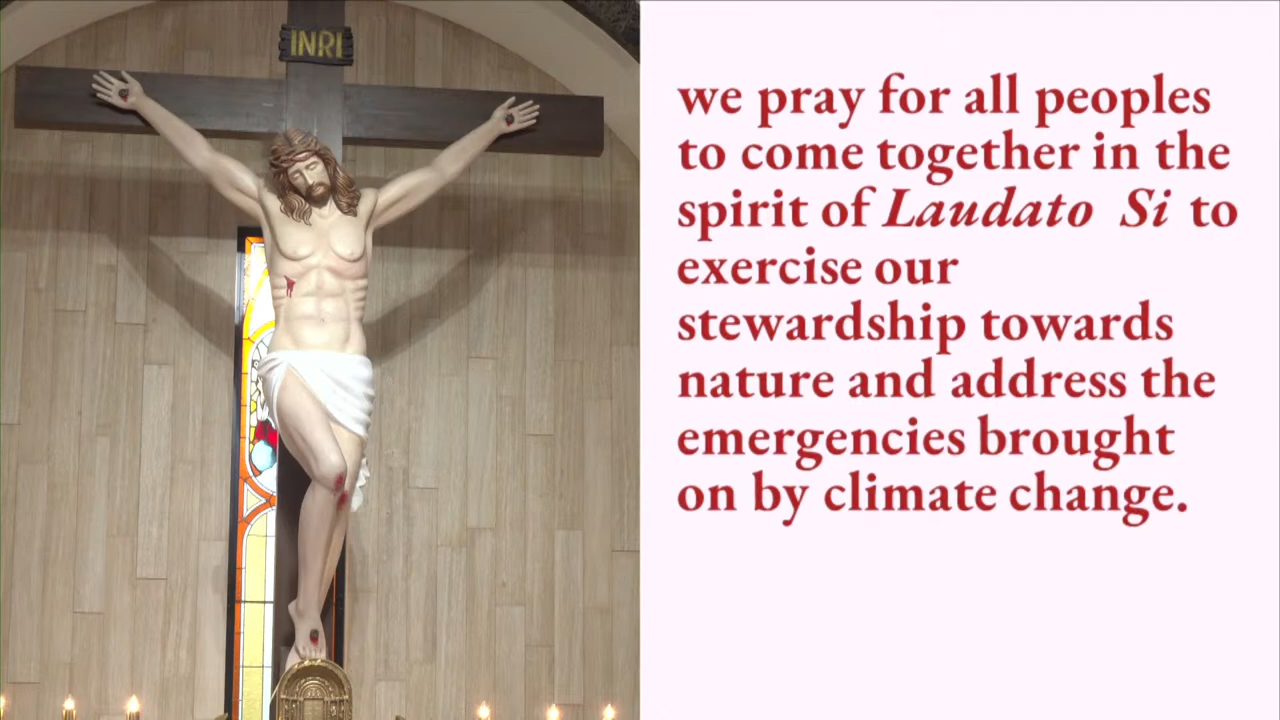 INRI
we pray for all peoples
to come together in the
spirit of Laudato Si to
exercise our
stewardship towards
nature and address the
emergencies brought
on by climate change.